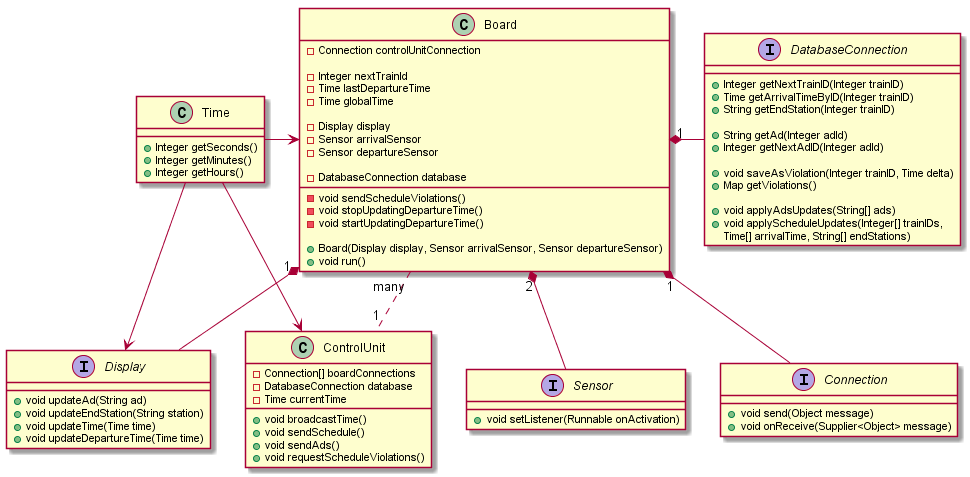 C Board
Connection controlUnitConnection
Integer nextTrainId
Time lastDepartureTime
Time globalTime
Display display
Sensor arrivalSensor
Sensor departureSensor
DatabaseConnection database
void sendScheduleViolations()
void stopUpdatingDepartureTime()
void startUpdatingDepartureTime()
Board(Display display, Sensor arrivalSensor, Sensor departureSensor)
void run()
I DatabaseConnection
Integer getNextTrainID(Integer trainID)
Time getArrivalTimeByID(Integer trainID)
String getEndStation(Integer trainID)
String getAd(Integer adId)
Integer getNextAdID(Integer adId)
void saveAsViolation(Integer trainID, Time delta)
Map getViolations()
void applyAdsUpdates(String[] ads)
void applyScheduleUpdates(Integer[] trainIDs,
Time[] arrivalTime, String[] endStations)
C Time
Integer getSeconds()
Integer getMinutes()
Integer getHours()
1
1
many
1
2
1
I Display
void updateAd(String ad)
void updateEndStation(String station)
void updateTime(Time time)
void updateDepartureTime(Time time)
C ControlUnit
Connection[] boardConnections
DatabaseConnection database
Time currentTime
void broadcastTime()
void sendSchedule()
void sendAds()
void requestScheduleViolations()
I Sensor
void setListener(Runnable onActivation)
I Connection
void send(Object message)
void onReceive(Supplier<Object> message)